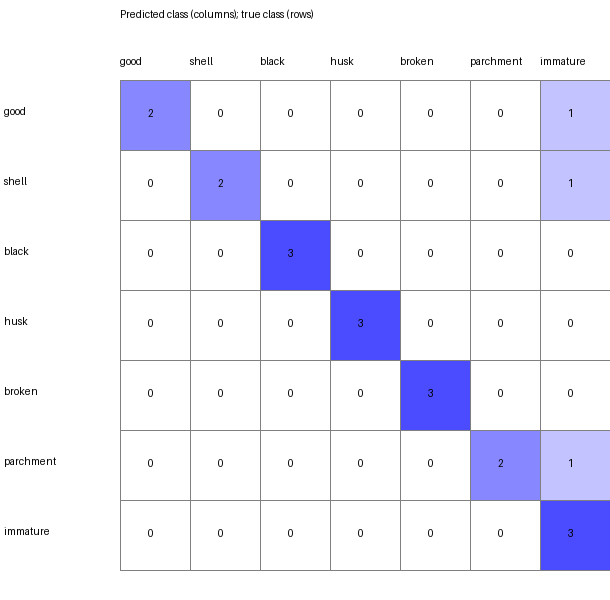 Predicted class (columns); true class (rows)
good shell black husk broken parchment immature
good 2 0 0 0 0 0 1
shell 0 2 0 0 0 0 1
black 0 0 3 0 0 0 0
husk 0 0 0 3 0 0 0
broken 0 0 0 0 3 0 0
parchment 0 0 0 0 0 2 1
immature 0 0 0 0 0 0 3